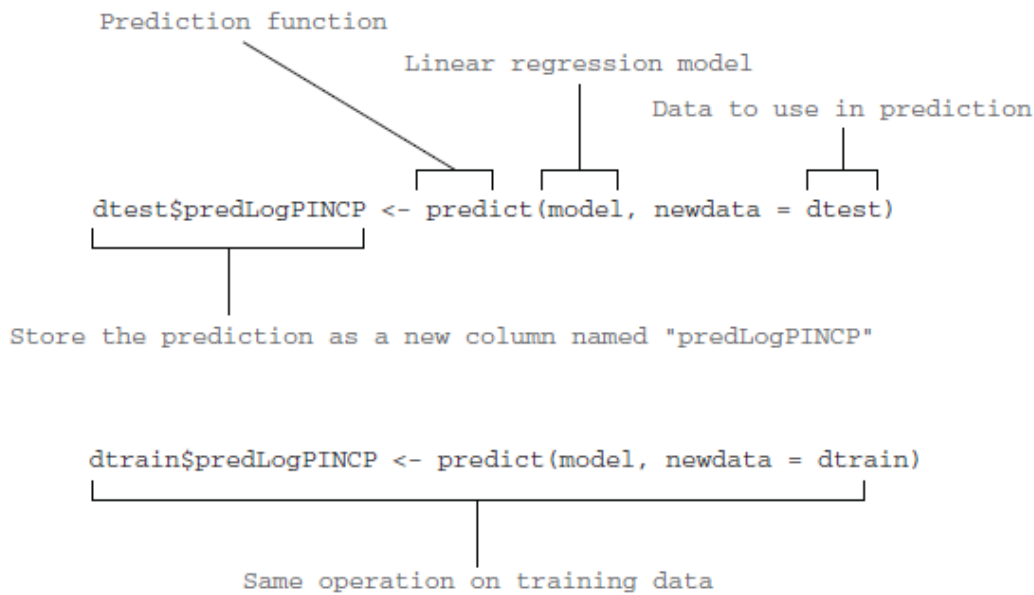 Prediction function
Linear regression model
Data to use in prediction
dtest$predLogPINCP <- predict(model, newdata = dtest)
Store the prediction as a new column named "predLogPINCP"
dtrain$predLogPINCP <- predict(model, newdata = dtrain)
Same operation on training data